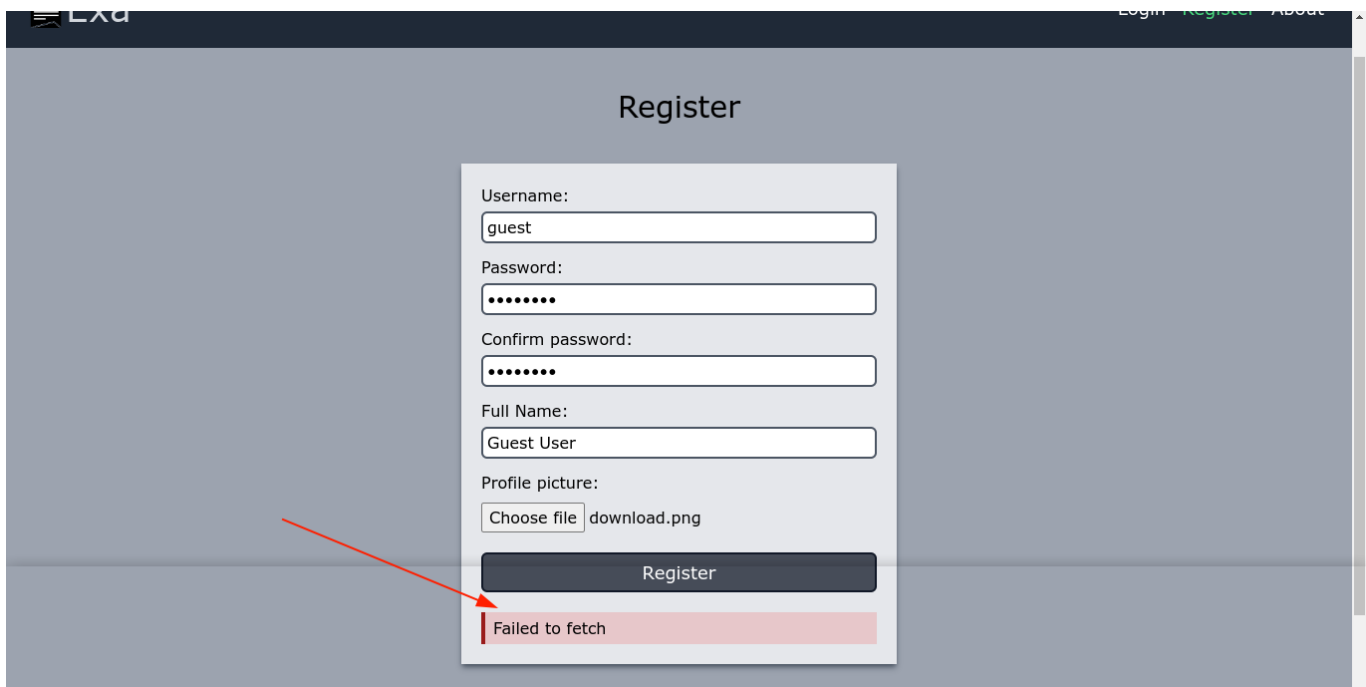 Exa
Login Register About
Register
Username:
guest
Password:
••••••••
Confirm password:
••••••••
Full Name:
Guest User
Profile picture:
Choose file download.png
Register
Failed to fetch